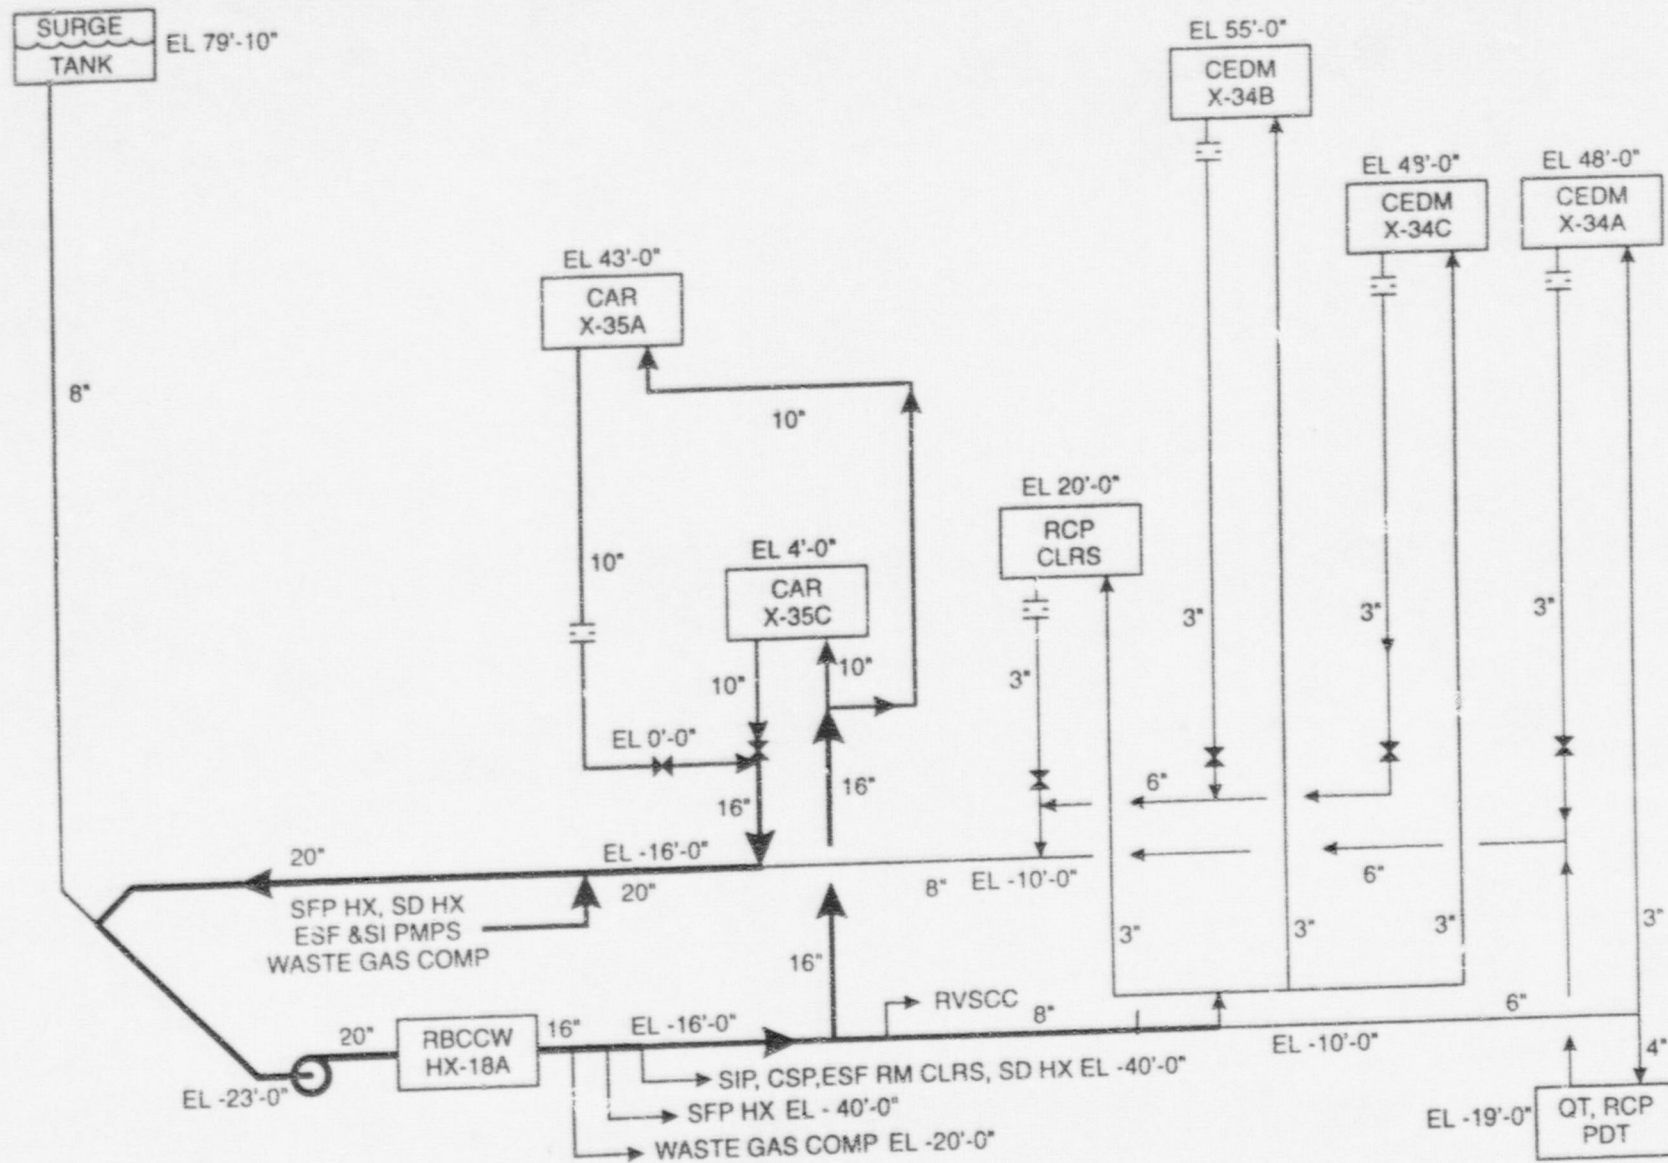 SURGE
TANK
EL 79'-10"
EL 55'-0"
CEDM
X-34B
EL 48'-0"
CEDM
X-34C
EL 48'-0"
CEDM
X-34A
EL 43'-0"
CAR
X-35A
8"
10"
EL 20'-0"
RCP
CLRS
10"
EL 4'-0"
CAR
X-35C
3"
3"
3"
10"
10"
3"
EL 0'-0"
16"
16"
6"
20"
EL -16'-0"
20"
8"
EL -10'-0"
6"
SFP HX, SD HX
ESF &SI PMPS
WASTE GAS COMP
3"
3"
3"
3"
16"
RVSCC
20"
RBCCW
HX-18A
16"
EL -16'-0"
8"
6"
EL -10'-0"
4"
EL -23'-0"
SIP, CSP,ESF RM CLRS, SD HX EL -40'-0"
SFP HX EL - 40'-0"
WASTE GAS COMP EL -20'-0"
EL -19'-0"
QT, RCP
PDT